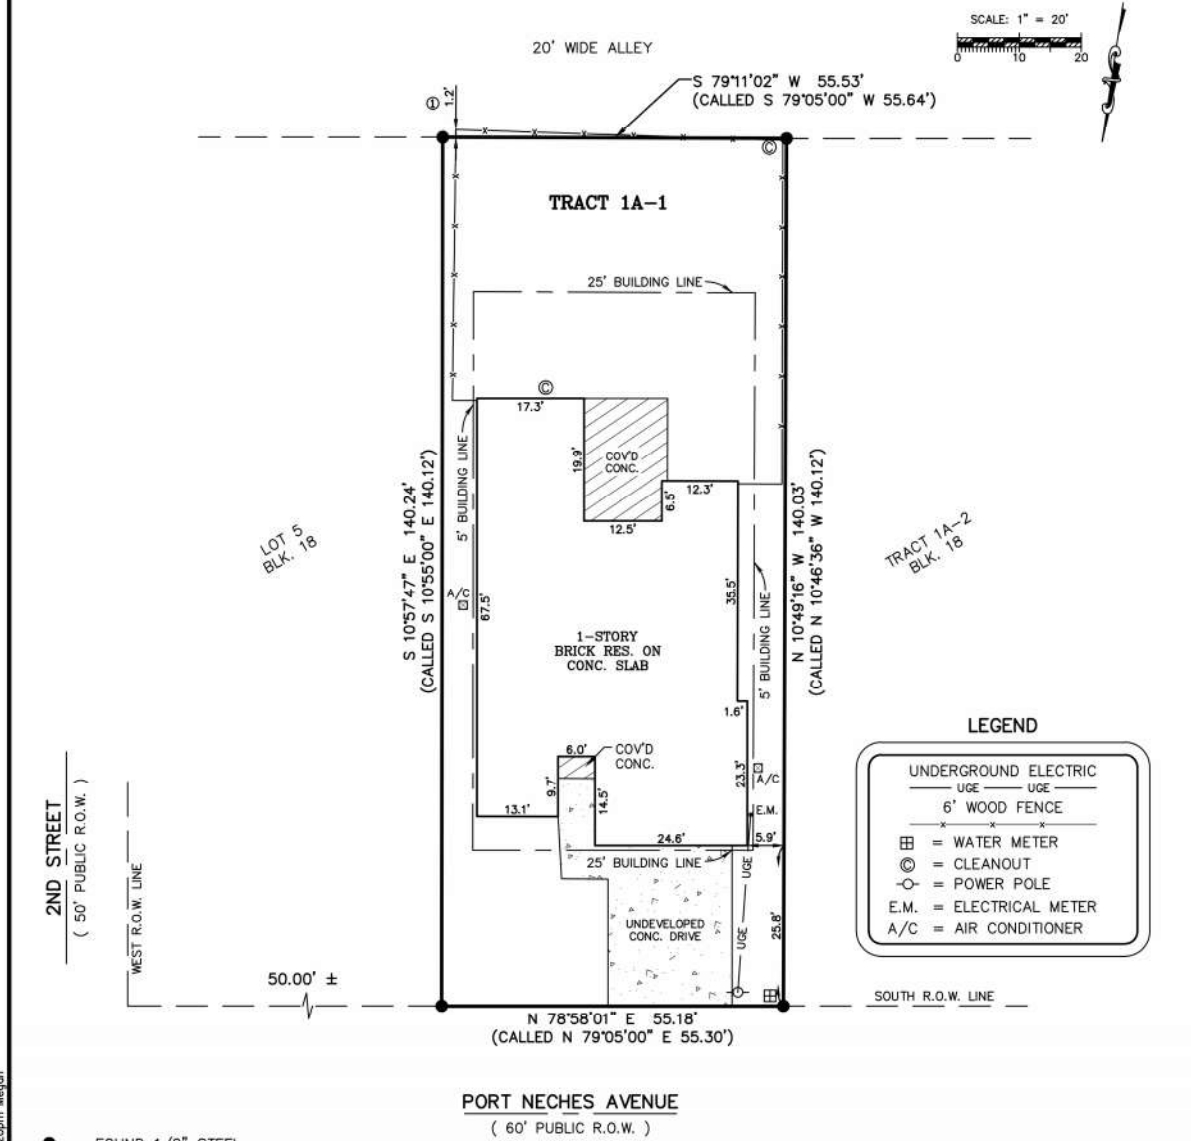 SCALE: 1" = 20'
0 10 20
20' WIDE ALLEY
S 79°11'02" W 55.53'
(CALLED S 79°05'00" W 55.64')
① 1.2'
Ⓒ
TRACT 1A-1
25' BUILDING LINE
Ⓒ
17.3'
5' BUILDING LINE
19.9'
COV'D
CONC.
12.3'
6.5'
12.5'
S 10°57'47" E 140.24'
(CALLED S 10°55'00" E 140.12')
N 10°49'16" W 140.03'
(CALLED N 10°46'36" W 140.12')
LOT 5
BLK. 18
TRACT 1A-2
BLK. 18
A/C
67.5'
35.5'
5' BUILDING LINE
1-STORY
BRICK RES. ON
CONC. SLAB
1.6'
6.0'
COV'D
CONC.
9.7'
14.5'
23.3'
A/C
E.M.
13.1'
24.6'
5.9'
25' BUILDING LINE
UGE
UGE
25.8'
UNDEVELOPED
CONC. DRIVE
LEGEND
UNDERGROUND ELECTRIC
UGE UGE
6' WOOD FENCE
= WATER METER
Ⓒ = CLEANOUT
= POWER POLE
E.M. = ELECTRICAL METER
A/C = AIR CONDITIONER
2ND STREET
( 50' PUBLIC R.O.W. )
WEST R.O.W. LINE
50.00' ±
SOUTH R.O.W. LINE
N 78°58'01" E 55.18'
(CALLED N 79°05'00" E 55.30')
PORT NECHES AVENUE
( 60' PUBLIC R.O.W. )
Megan